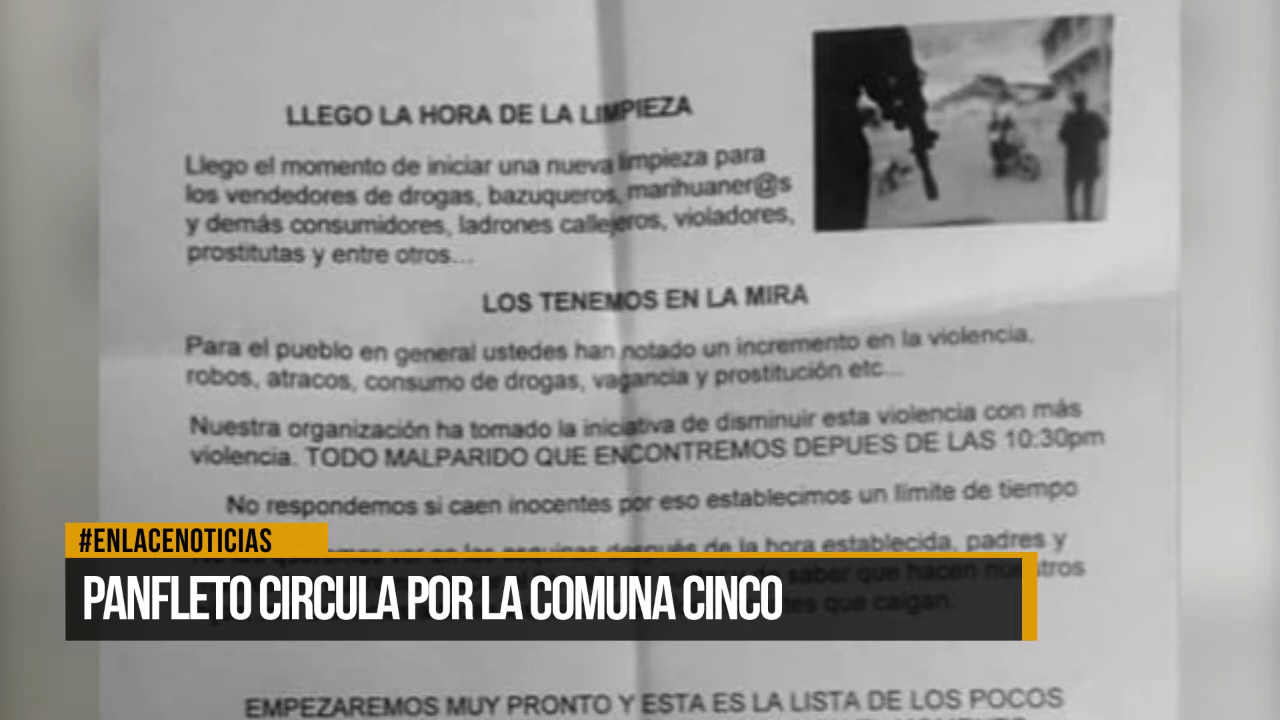 LLEGO LA HORA DE LA LIMPIEZA
Llego el momento de iniciar una nueva limpieza para
los vendedores de drogas, bazuqueros, marihuaner@s
y demás consumidores, ladrones callejeros, violadores,
prostitutas y entre otros...
LOS TENEMOS EN LA MIRA
Para el pueblo en general ustedes han notado un incremento en la violencia,
robos, atracos, consumo de drogas, vagancia y prostitución etc...
Nuestra organización ha tomado la iniciativa de disminuir esta violencia con más
violencia. TODO MALPARIDO QUE ENCONTREMOS DEPUES DE LAS 10:30pm
No respondemos si caen inocentes por eso establecimos un límite de tiempo
en las esquinas después de la hora establecida, padres y
de saber que hacen
que caigan.
#ENLACENOTICIAS
PANFLETO CIRCULA POR LA COMUNA CINCO
EMPEZAREMOS MUY PRONTO Y ESTA ES LA LISTA DE LOS POCOS